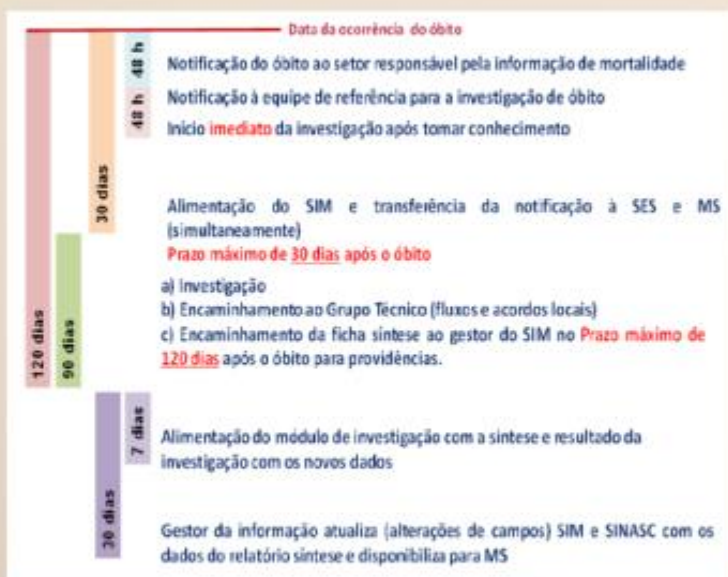 Data da ocorrência do óbito
48 h
Notificação do óbito ao setor responsável pela informação de mortalidade
48 h
Notificação à equipe de referência para a investigação de óbito
Início imediato da investigação após tomar conhecimento
30 dias
Alimentação do SIM e transferência da notificação à SES e MS
(simultaneamente)
Prazo máximo de 30 dias após o óbito
120 dias
90 dias
a) Investigação
b) Encaminhamento ao Grupo Técnico (fluxos e acordos locais)
c) Encaminhamento da ficha síntese ao gestor do SIM no Prazo máximo de
120 dias após o óbito para providências.
7 dias
Alimentação do módulo de investigação com a síntese e resultado da
investigação com os novos dados
30 dias
Gestor da informação atualiza (alterações de campos) SIM e SINASC com os
dados do relatório síntese e disponibiliza para MS